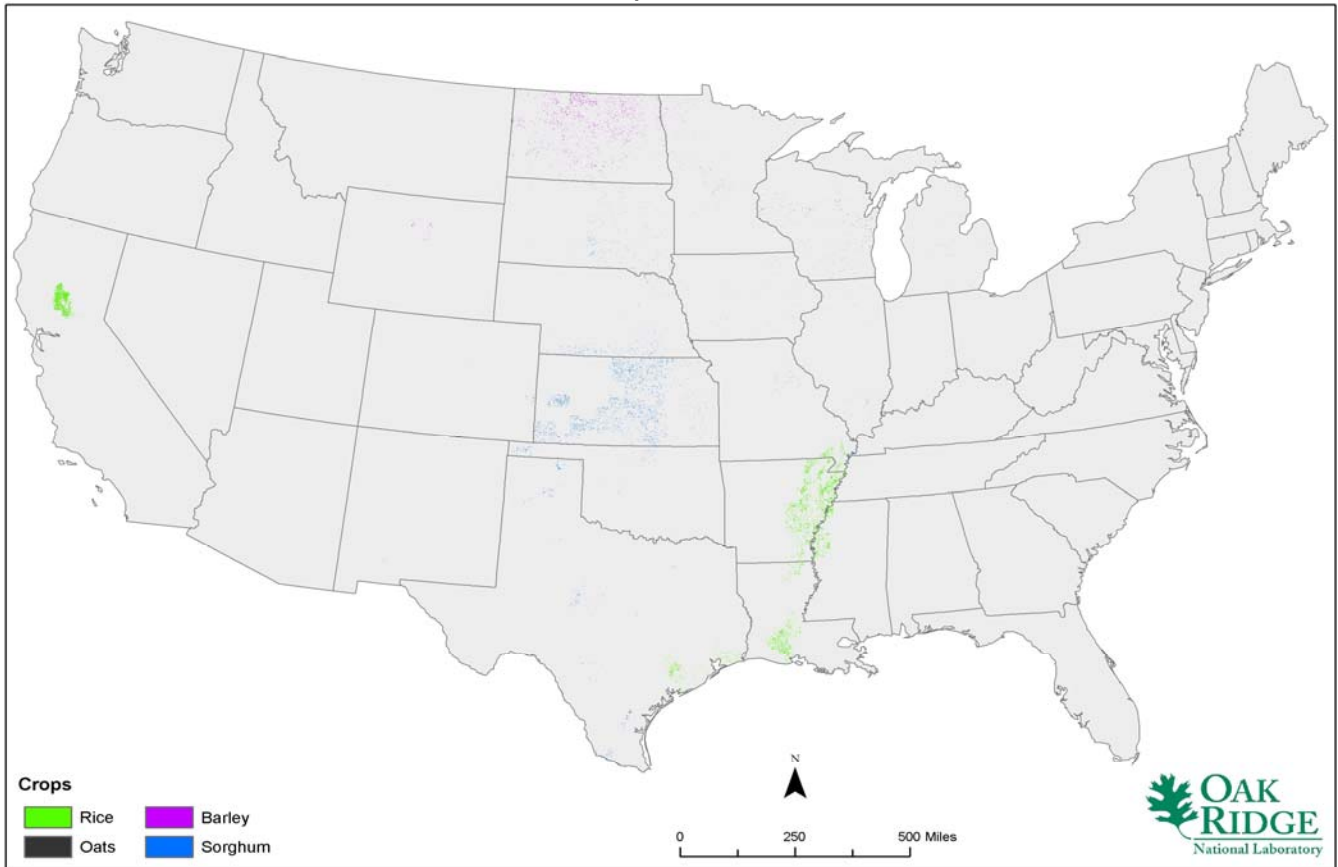 N
Crops
Rice
Barley
Oats
Sorghum
0 250 500 Miles
OAK
RIDGE
National Laboratory